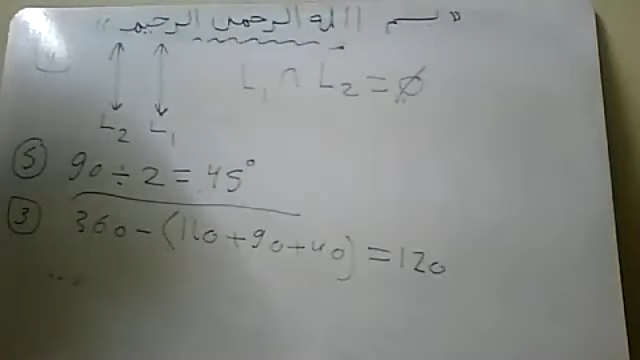 « بسم الله الرحمن الرحيم »
L₁ ∩ L₂ = ∅
L₂ L₁
5 90 ÷ 2 = 45°
3 360 - (110 + 90 + 40) = 120
...